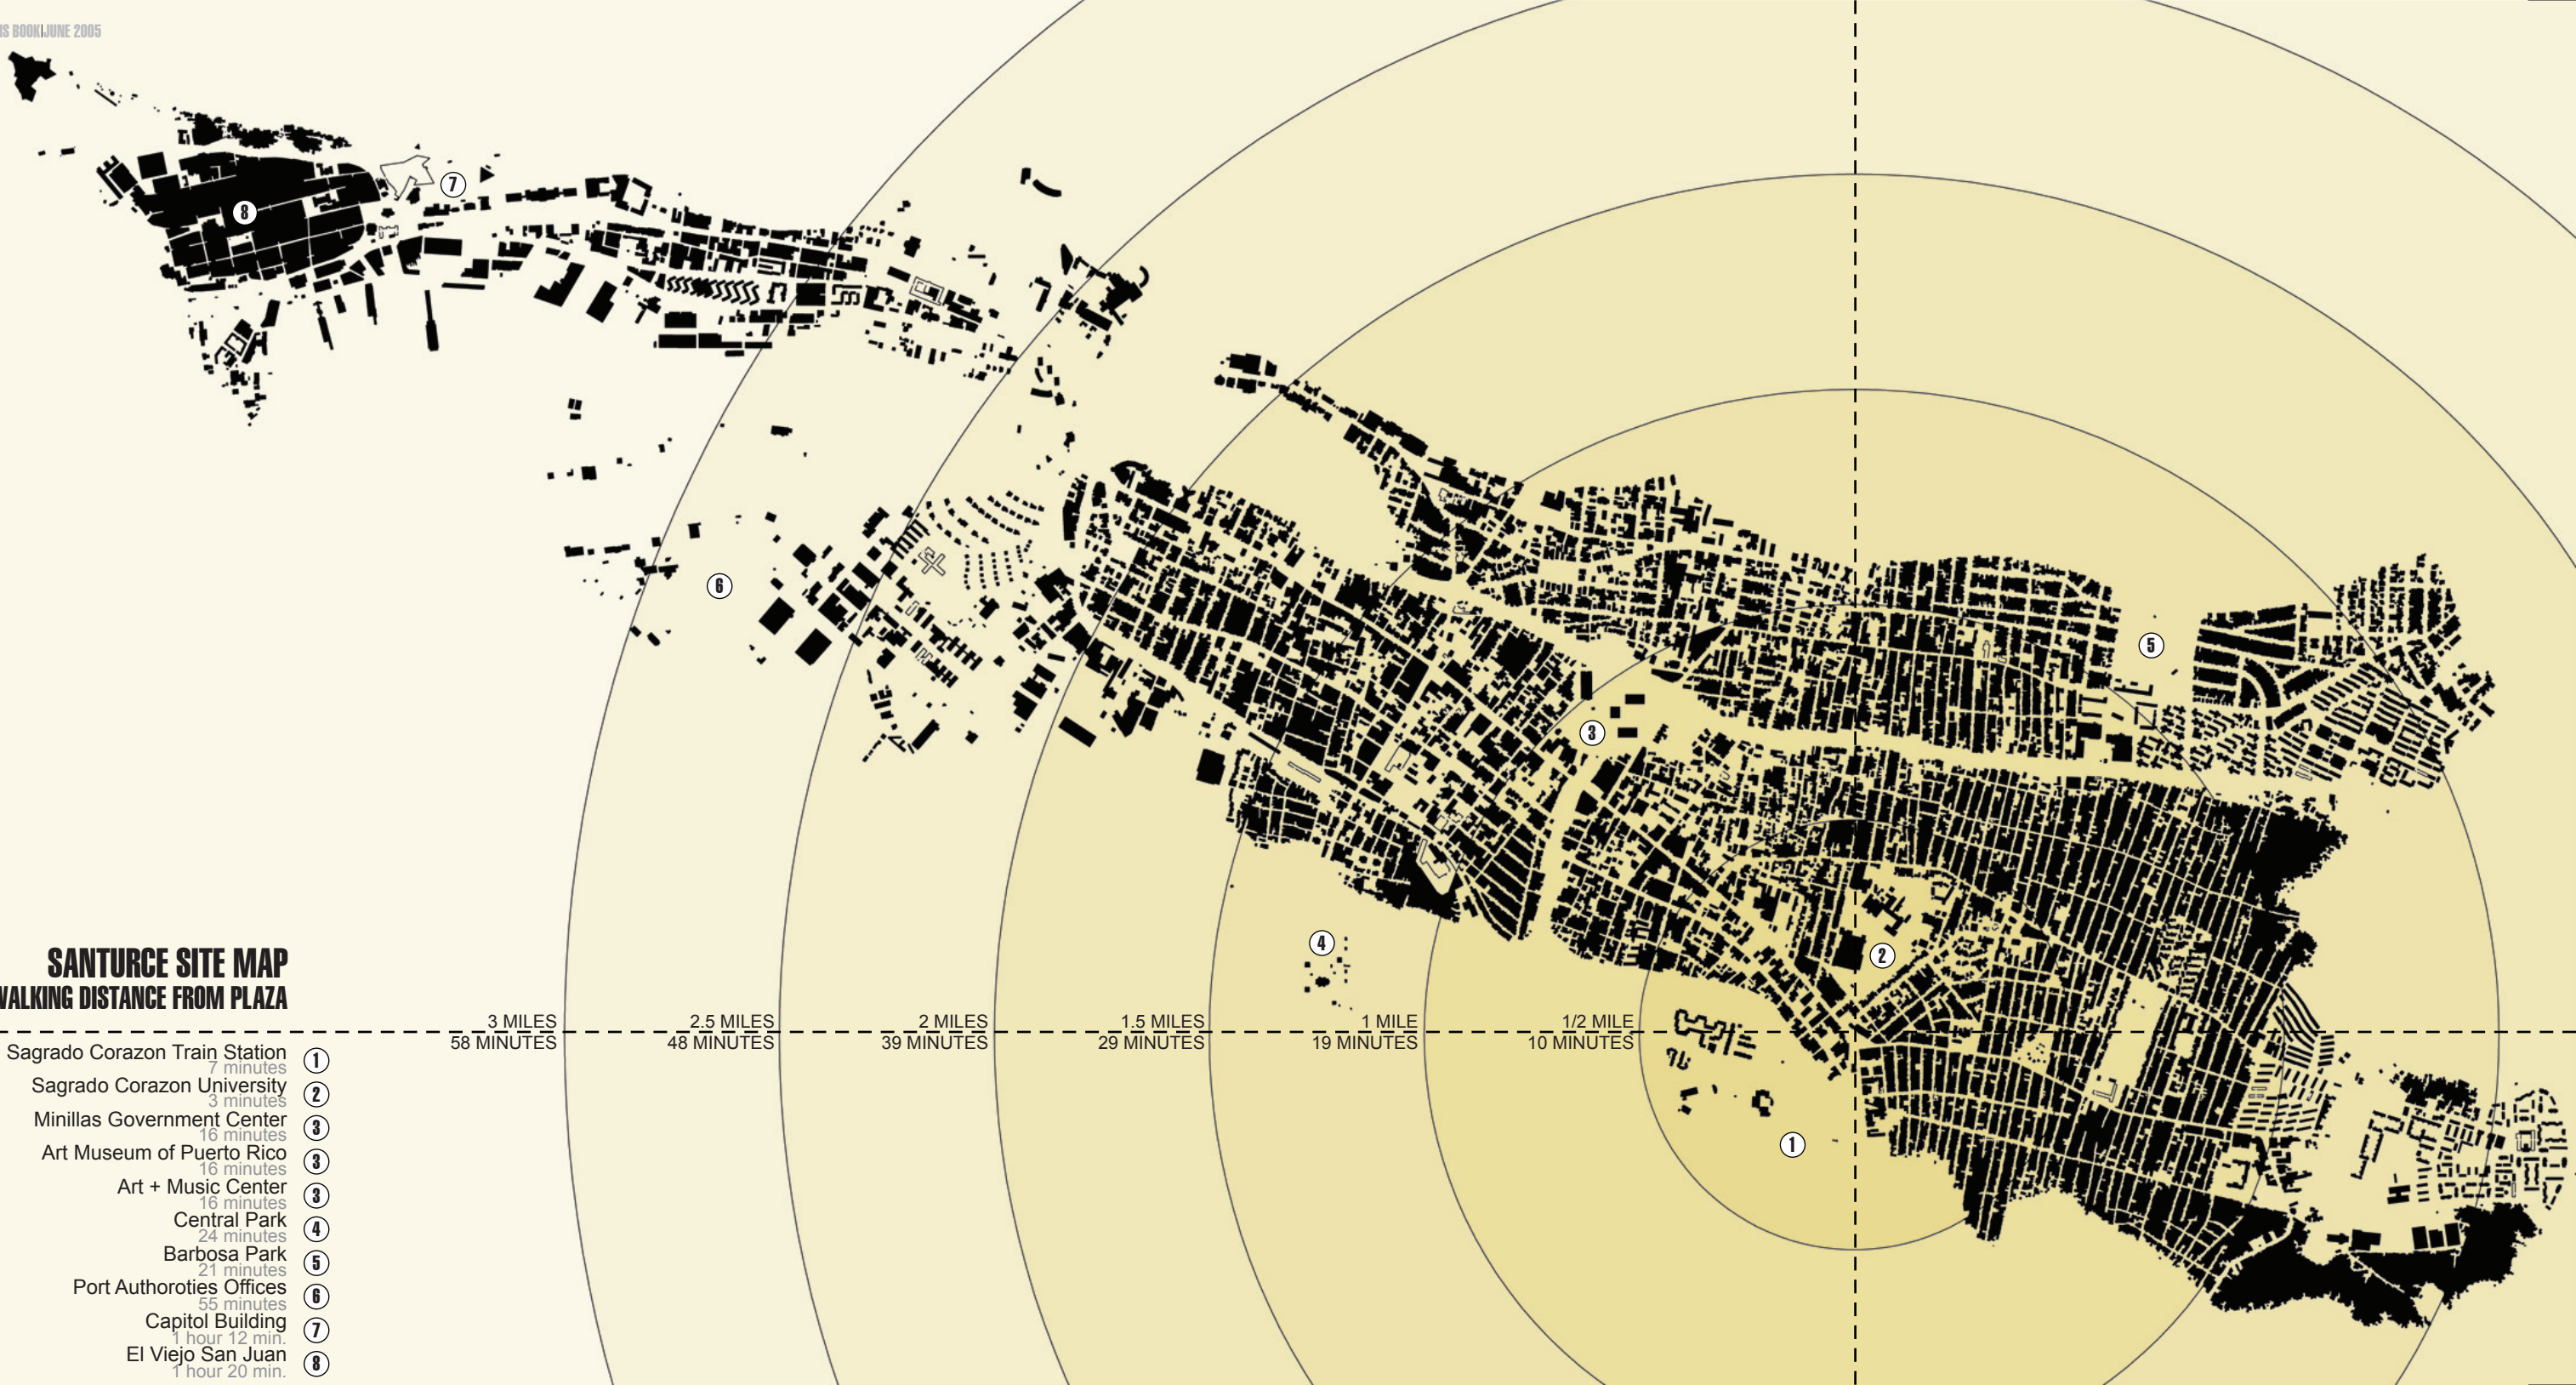 IS BOOK|JUNE 2005
7
8
6
5
3
4
2
1
SANTURCE SITE MAP
WALKING DISTANCE FROM PLAZA
3 MILES
58 MINUTES
2.5 MILES
48 MINUTES
2 MILES
39 MINUTES
1.5 MILES
29 MINUTES
1 MILE
19 MINUTES
1/2 MILE
10 MINUTES
Sagrado Corazon Train Station 1
7 minutes
Sagrado Corazon University 2
3 minutes
Minillas Government Center 3
16 minutes
Art Museum of Puerto Rico 3
16 minutes
Art + Music Center 3
16 minutes
Central Park 4
24 minutes
Barbosa Park 5
21 minutes
Port Authoroties Offices 6
55 minutes
Capitol Building 7
1 hour 12 min.
El Viejo San Juan 8
1 hour 20 min.